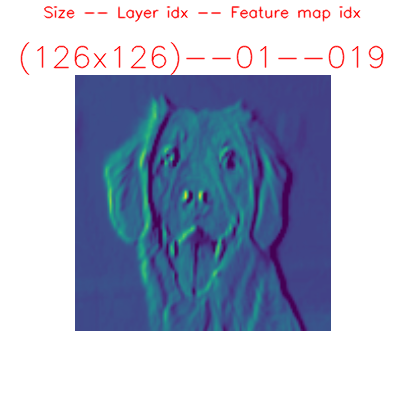 Size -- Layer idx -- Feature map idx
(126x126)--01--019